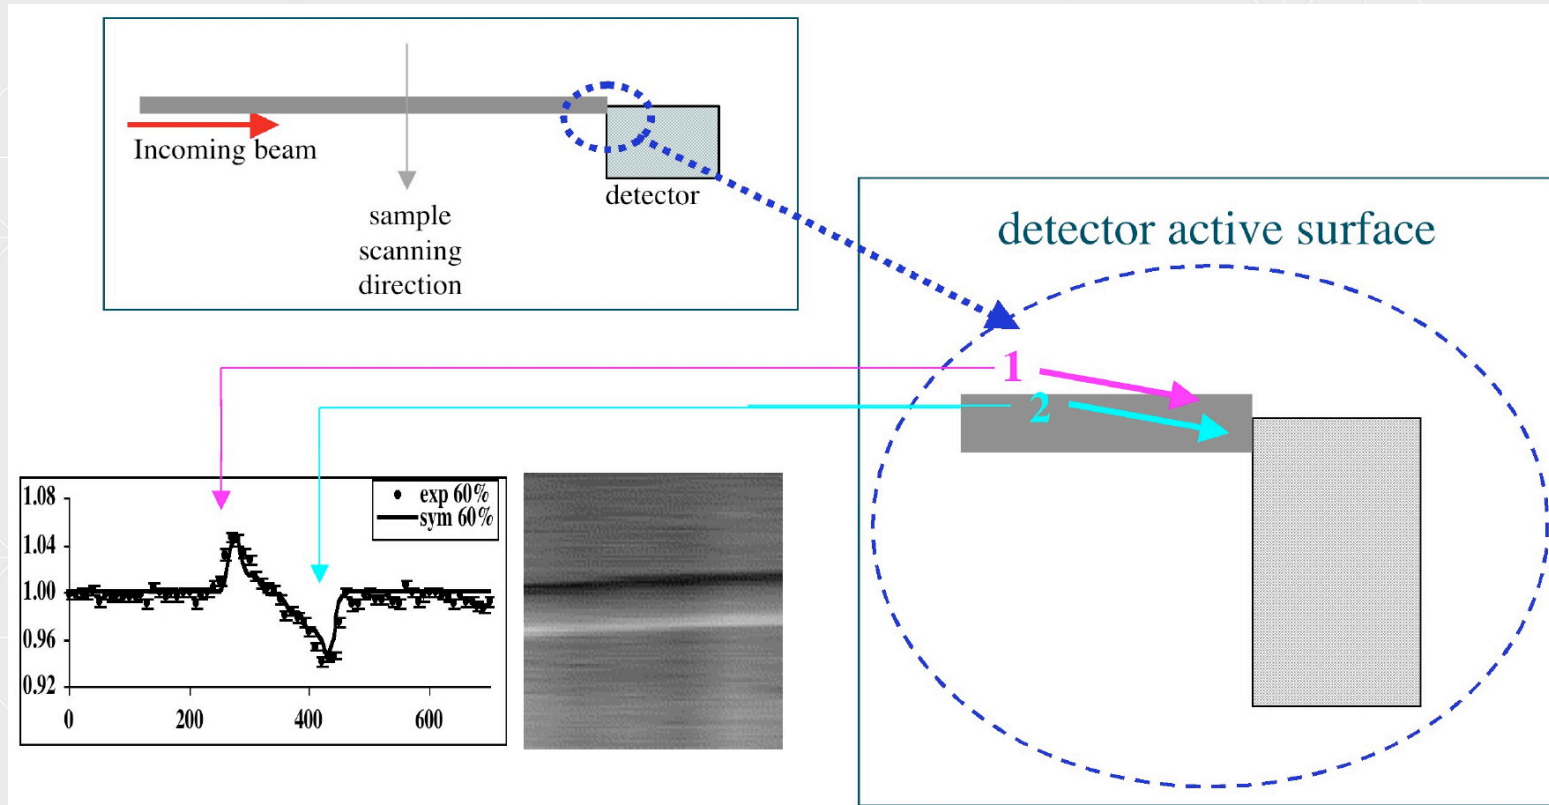 Incoming beam
detector
sample
scanning
direction
detector active surface
1
2
1.08
1.04
1.00
0.96
0.92
0
200
400
600
exp 60%
sym 60%